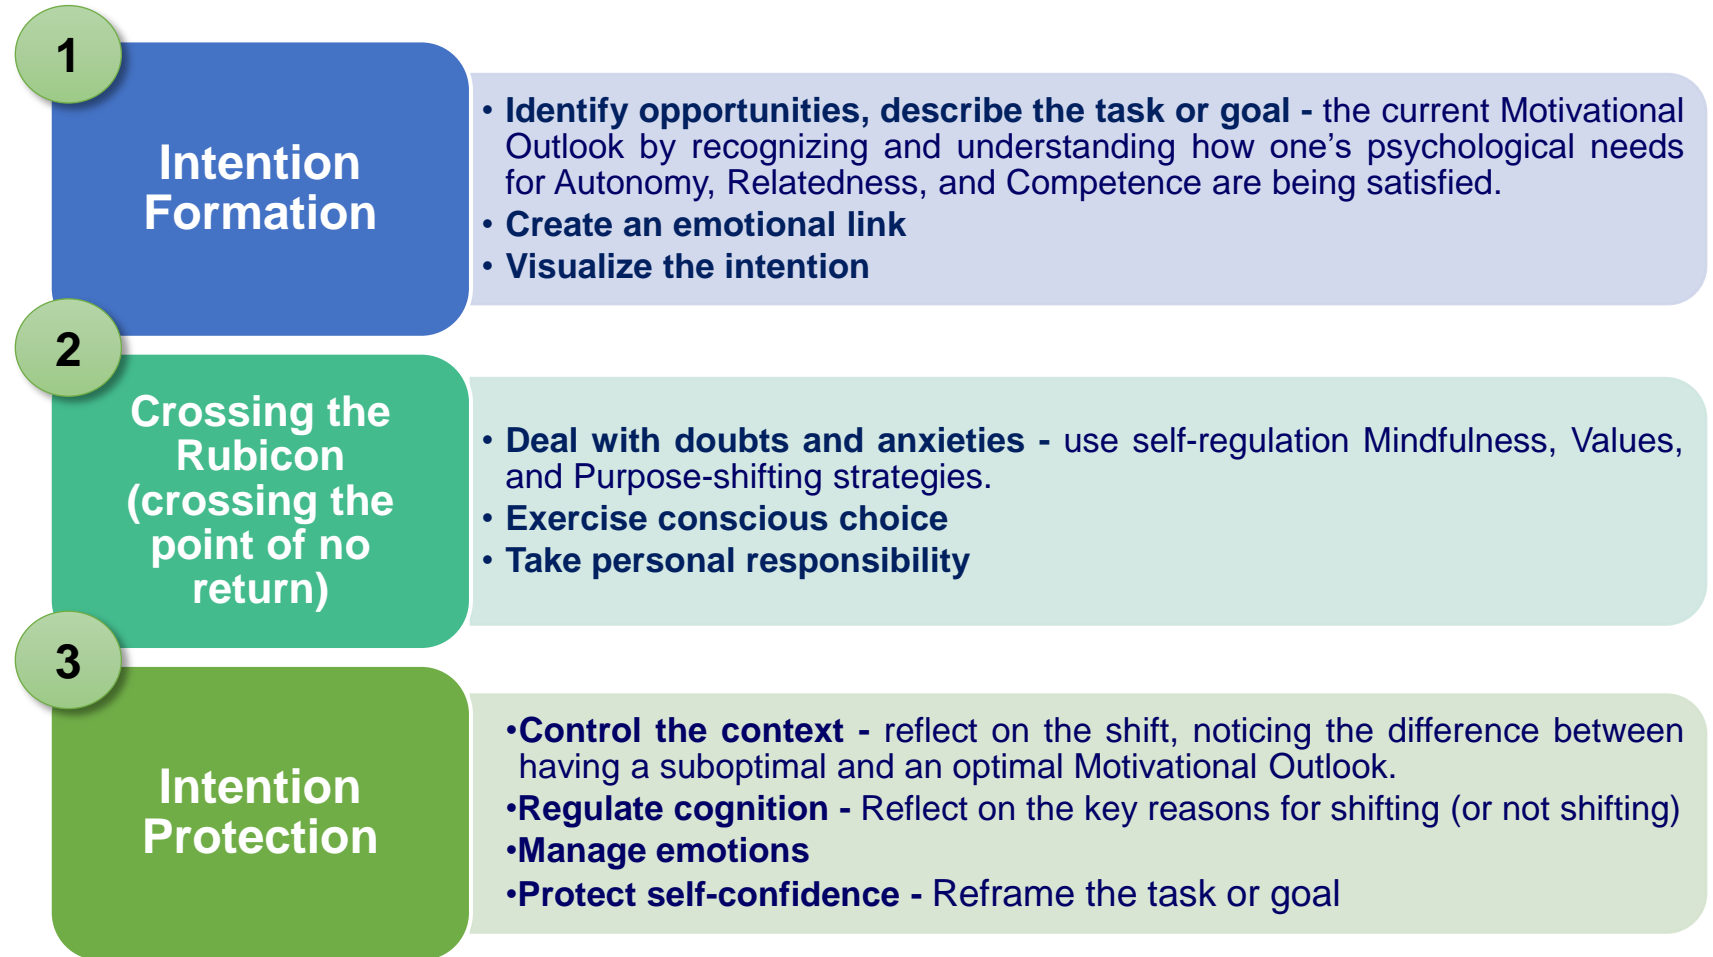 1
Intention
Formation
• Identify opportunities, describe the task or goal - the current Motivational
Outlook by recognizing and understanding how one’s psychological needs
for Autonomy, Relatedness, and Competence are being satisfied.
• Create an emotional link
• Visualize the intention
2
Crossing the
Rubicon
(crossing the
point of no
return)
• Deal with doubts and anxieties - use self-regulation Mindfulness, Values,
and Purpose-shifting strategies.
• Exercise conscious choice
• Take personal responsibility
3
Intention
Protection
•Control the context - reflect on the shift, noticing the difference between
having a suboptimal and an optimal Motivational Outlook.
•Regulate cognition - Reflect on the key reasons for shifting (or not shifting)
•Manage emotions
•Protect self-confidence - Reframe the task or goal